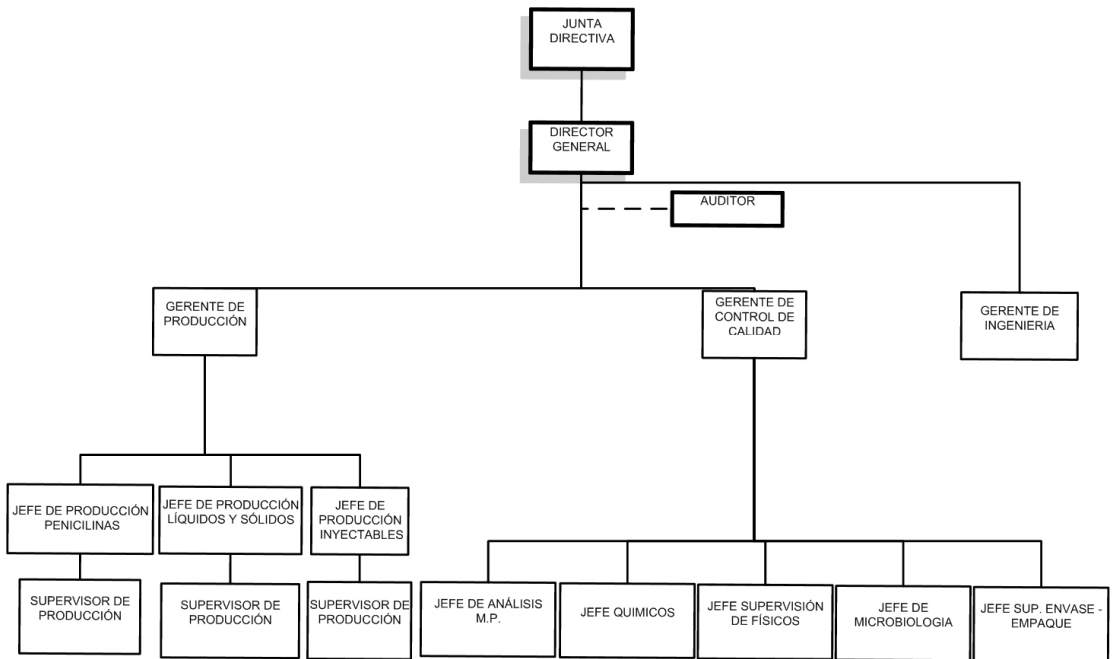 JUNTA
DIRECTIVA
DIRECTOR
GENERAL
AUDITOR
GERENTE DE
PRODUCCIÓN
GERENTE DE
CONTROL DE
CALIDAD
GERENTE DE
INGENIERIA
JEFE DE PRODUCCIÓN
PENICILINAS
JEFE DE PRODUCCIÓN
LÍQUIDOS Y SÓLIDOS
JEFE DE
PRODUCCIÓN
INYECTABLES
SUPERVISOR DE
PRODUCCIÓN
SUPERVISOR DE
PRODUCCIÓN
SUPERVISOR DE
PRODUCCIÓN
JEFE DE ANÁLISIS
M.P.
JEFE QUIMICOS
JEFE SUPERVISIÓN
DE FÍSICOS
JEFE DE
MICROBIOLOGIA
JEFE SUP. ENVASE -
EMPAQUE